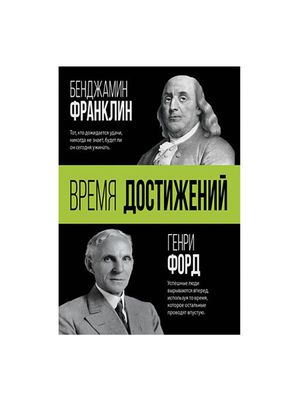 БЕНДЖАМИН
ФРАНКЛИН
Тот, кто дожидается удачи,
никогда не знает, будет ли
он сегодня ужинать.
ВРЕМЯ ДОСТИЖЕНИЙ
ГЕНРИ
ФОРД
Успешные люди
вырываются вперед,
используя то время,
которое остальные
проводят впустую.